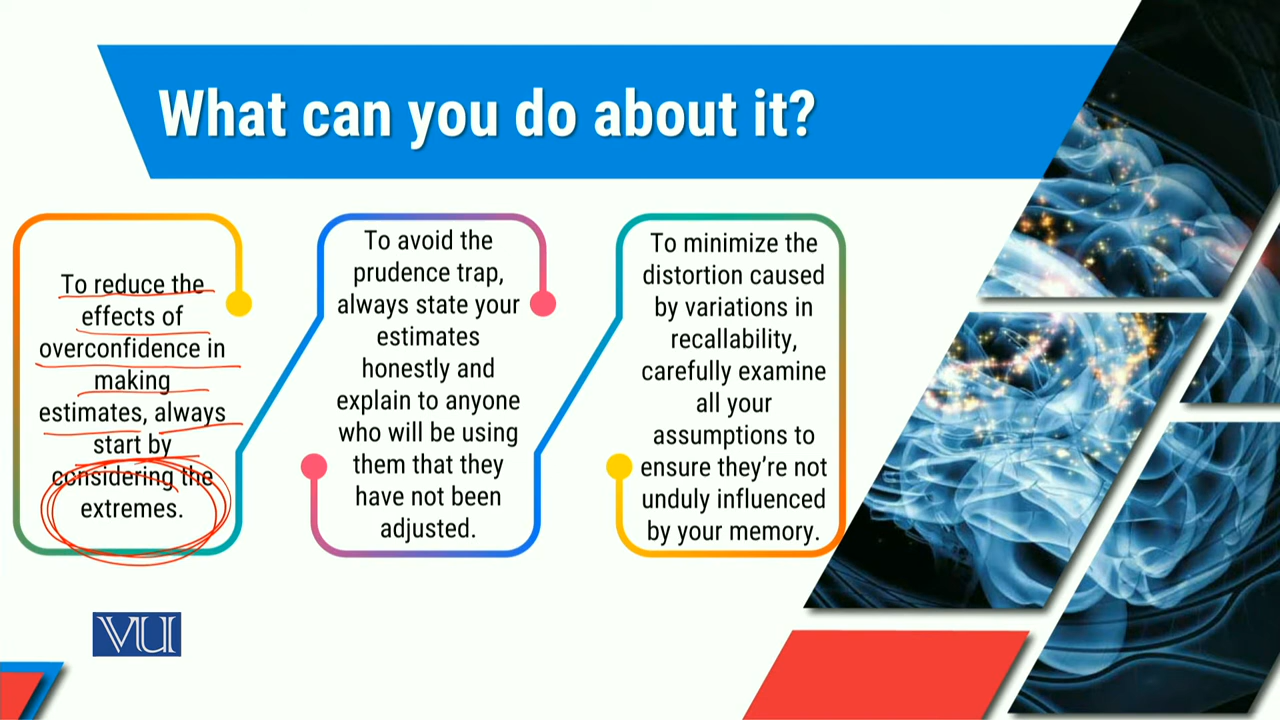 What can you do about it?
To reduce the
effects of
overconfidence in
making
estimates, always
start by
considering the
extremes.
To avoid the
prudence trap,
always state your
estimates
honestly and
explain to anyone
who will be using
them that they
have not been
adjusted.
To minimize the
distortion caused
by variations in
recallability,
carefully examine
all your
assumptions to
ensure they’re not
unduly influenced
by your memory.
VU